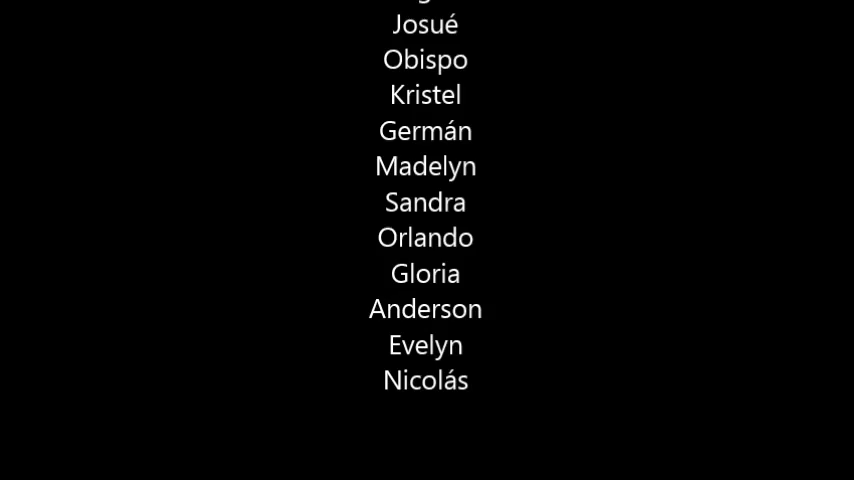 Josué
Obispo
Kristel
Germán
Madelyn
Sandra
Orlando
Gloria
Anderson
Evelyn
Nicolás